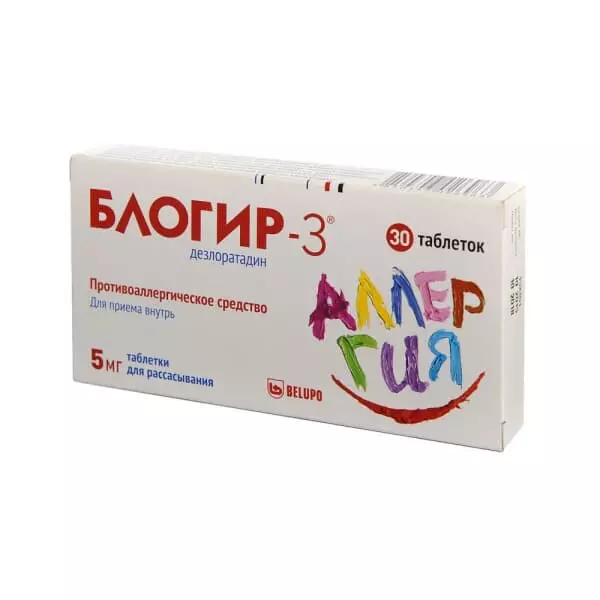 БЛОГИР-3®
дезлоратадин
Противоаллергическое средство
Для приема внутрь
5 мг
таблетки
для рассасывания
BELUPO
30 таблеток
АЛЛЕР
ГИЯ